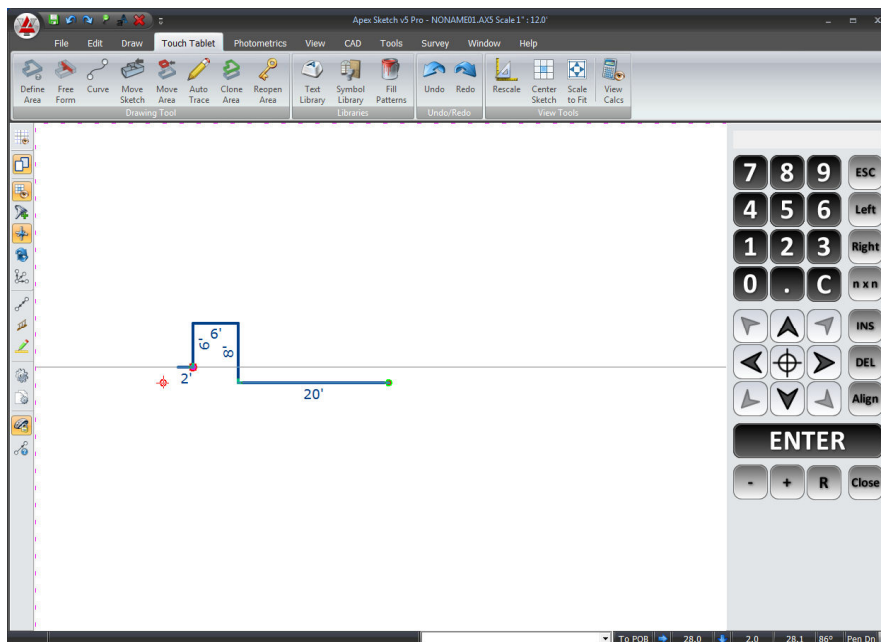 Apex Sketch v5 Pro - NONAME01.AX5 Scale 1" : 12.0'
File Edit Draw Touch Tablet Photometrics View CAD Tools Survey Window Help
Define Area Free Form Curve Move Sketch Move Area Auto Trace Clone Area Reopen Area Text Library Symbol Library Fill Patterns Undo Redo Rescale Center Sketch Scale to Fit View Calcs
Drawing Tool Libraries Undo/Redo View Tools
7 8 9 ESC
4 5 6 Left
1 2 3 Right
0 . C n x n
INS
DEL
Align
ENTER
- + R Close
6'
6'
8'
2'
20'
To POB 28.0 2.0 28.1 86° Pen Dn